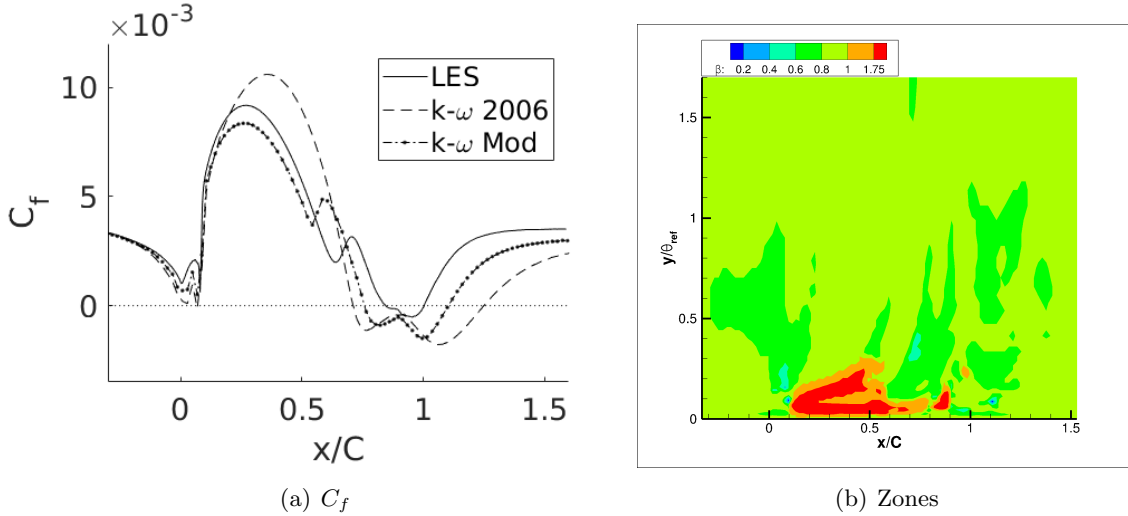 ×10⁻³
10
5
0
C_f
0 0.5 1 1.5
x/C
LES
k-ω 2006
k-ω Mod
(a) C_f
β: 0.2 0.4 0.6 0.8 1 1.75
1.5
1
0.5
0
y/θ_ref
0 0.5 1 1.5
x/C
(b) Zones